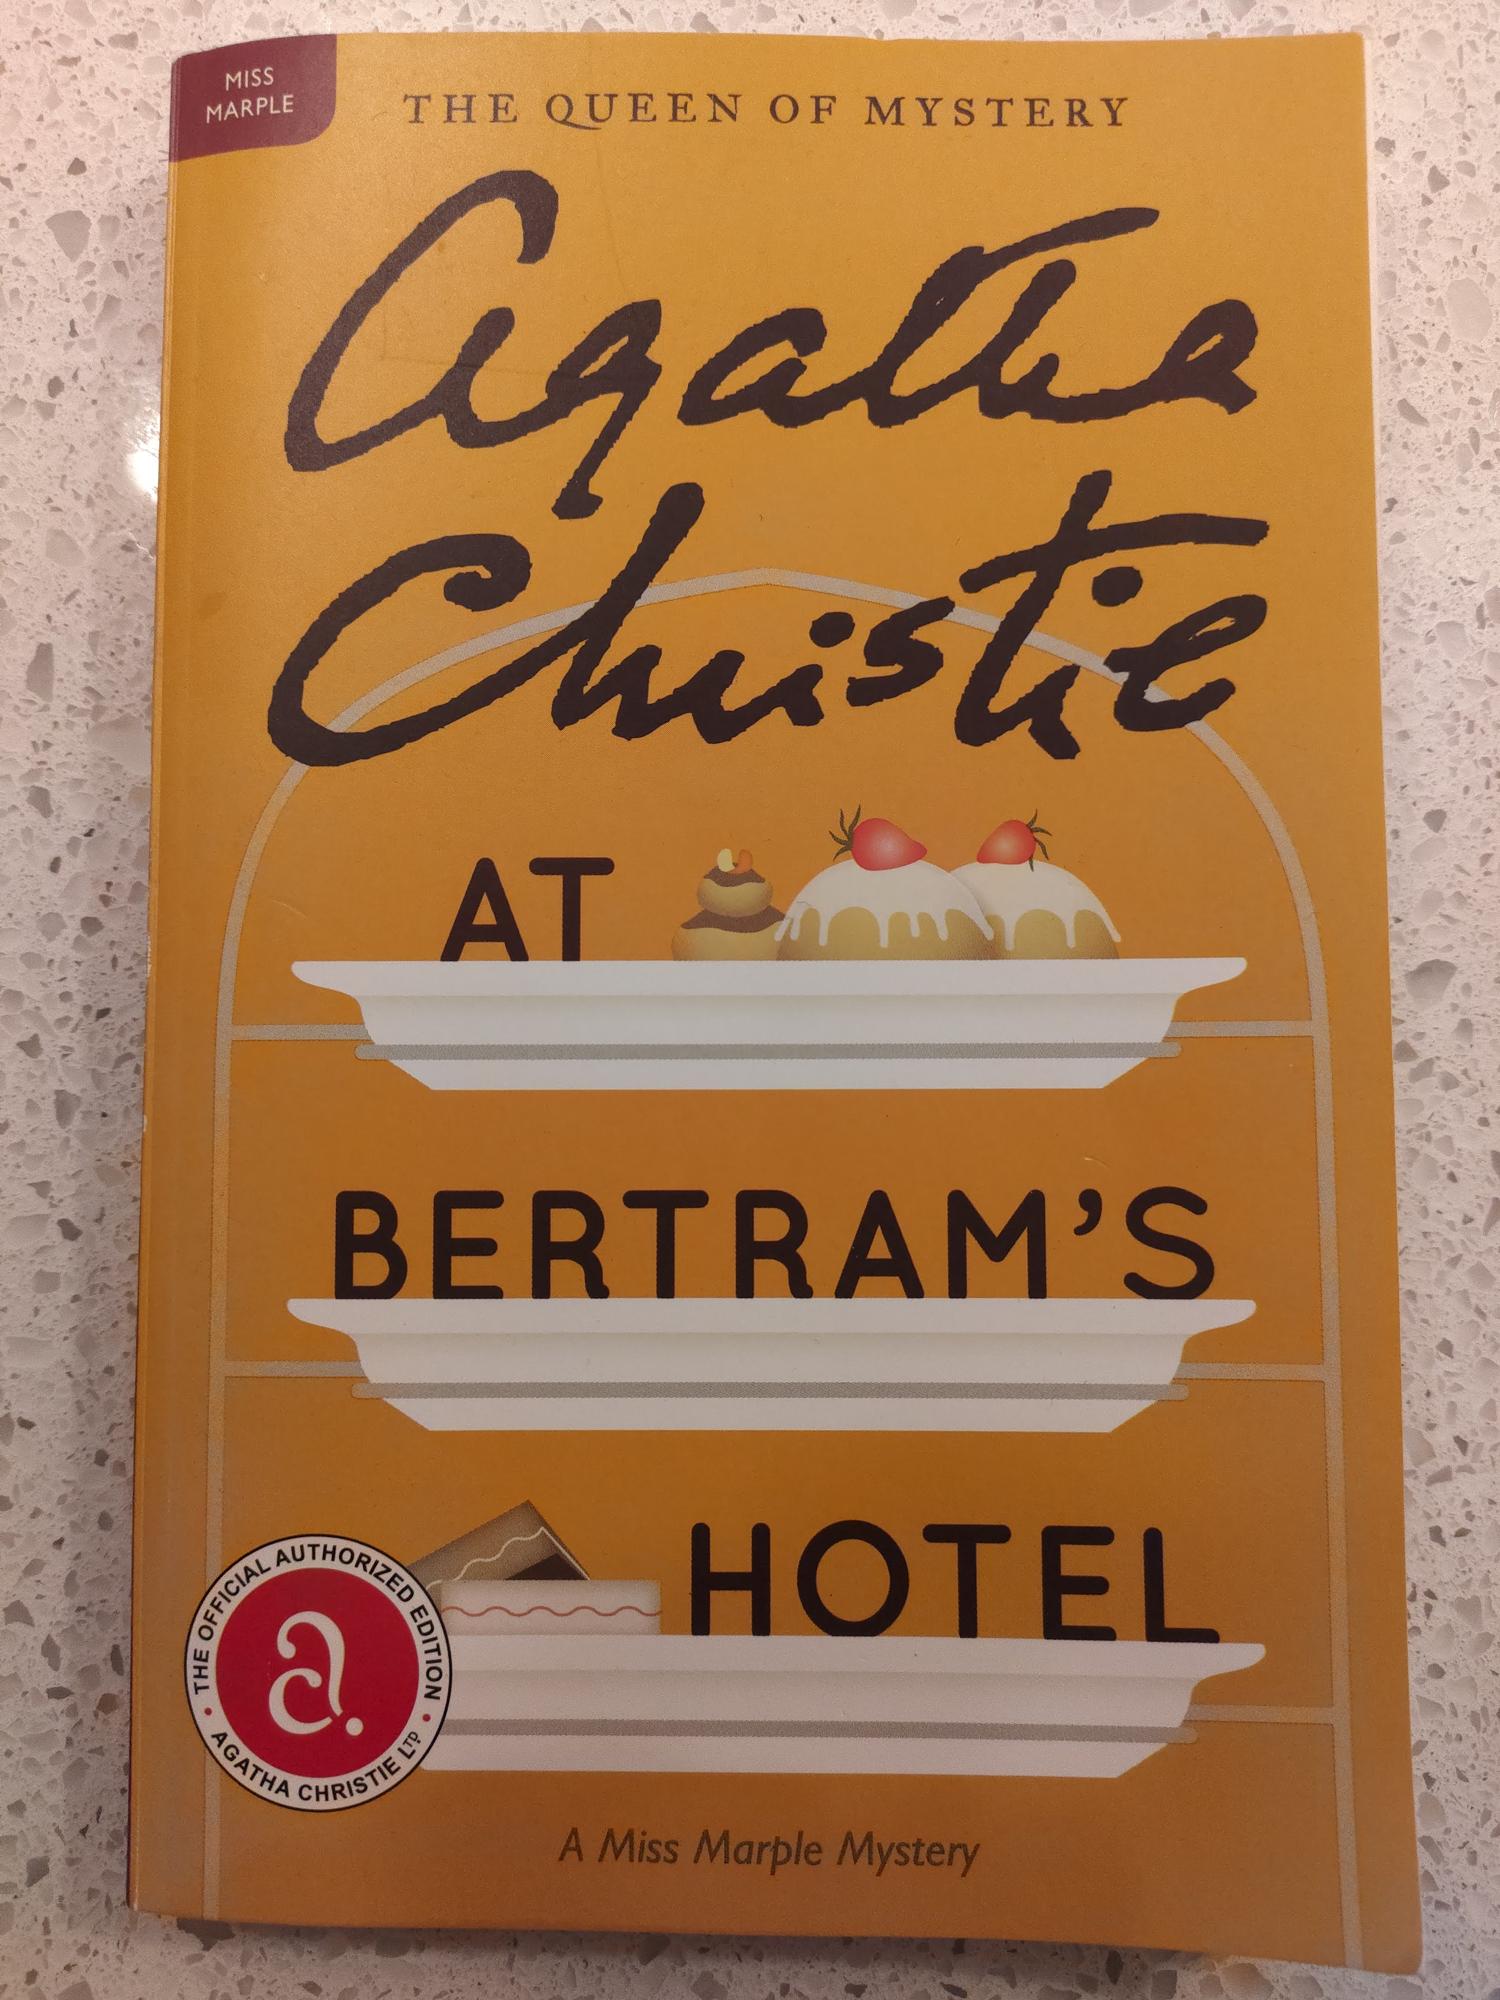 MISS
MARPLE
THE QUEEN OF MYSTERY
Agatha
Christie
AT
BERTRAM'S
HOTEL
THE OFFICIAL AUTHORIZED EDITION
a.
• AGATHA CHRISTIE LTD •
A Miss Marple Mystery